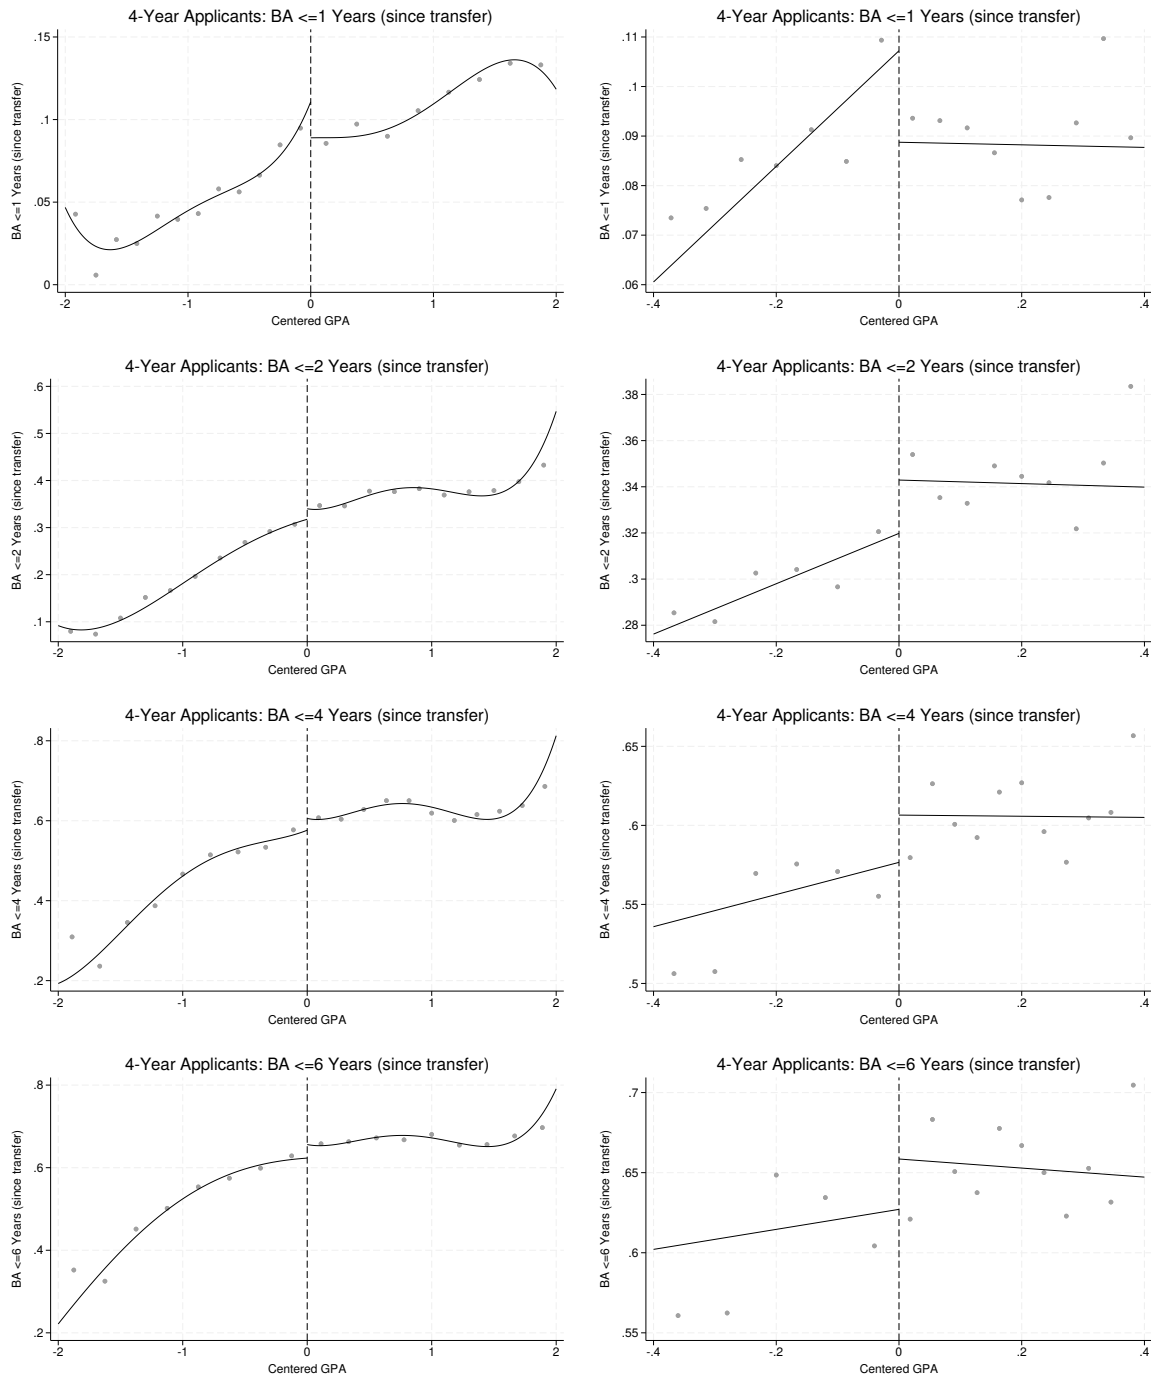 4-Year Applicants: BA <=1 Years (since transfer)
BA <=1 Years (since transfer)
.15
.1
.05
0
-2 -1 0 1 2
Centered GPA
4-Year Applicants: BA <=1 Years (since transfer)
BA <=1 Years (since transfer)
.11
.1
.09
.08
.07
.06
-.4 -.2 0 .2 .4
Centered GPA
4-Year Applicants: BA <=2 Years (since transfer)
BA <=2 Years (since transfer)
.6
.5
.4
.3
.2
.1
-2 -1 0 1 2
Centered GPA
4-Year Applicants: BA <=2 Years (since transfer)
BA <=2 Years (since transfer)
.38
.36
.34
.32
.3
.28
-.4 -.2 0 .2 .4
Centered GPA
4-Year Applicants: BA <=4 Years (since transfer)
BA <=4 Years (since transfer)
.8
.6
.4
.2
-2 -1 0 1 2
Centered GPA
4-Year Applicants: BA <=4 Years (since transfer)
BA <=4 Years (since transfer)
.65
.6
.55
.5
-.4 -.2 0 .2 .4
Centered GPA
4-Year Applicants: BA <=6 Years (since transfer)
BA <=6 Years (since transfer)
.8
.6
.4
.2
-2 -1 0 1 2
Centered GPA
4-Year Applicants: BA <=6 Years (since transfer)
BA <=6 Years (since transfer)
.7
.65
.6
.55
-.4 -.2 0 .2 .4
Centered GPA